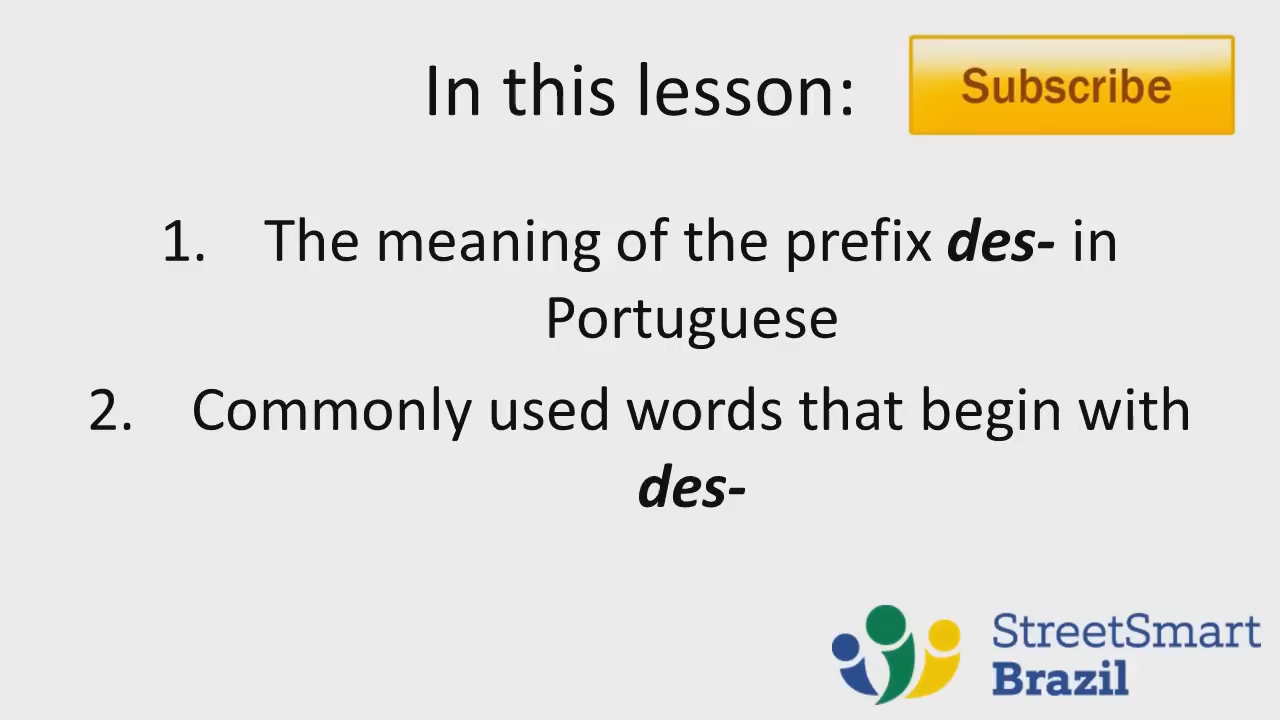 In this lesson:
Subscribe
1. The meaning of the prefix des- in
Portuguese
2. Commonly used words that begin with
des-
StreetSmart
Brazil